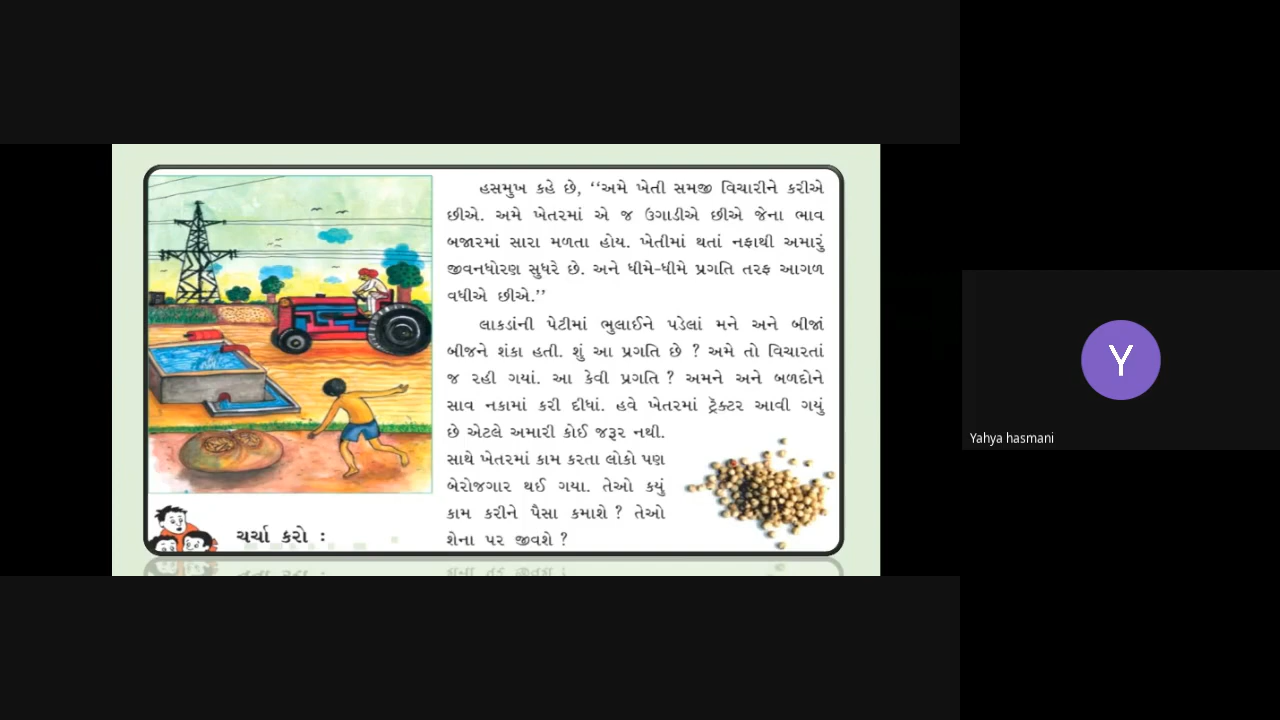 હસમુખ કહે છે, ‘‘અમે ખેતી સમજી વિચારીને કરીએ
છીએ. અમે ખેતરમાં એ જ ઉગાડીએ છીએ જેના ભાવ
બજારમાં સારા મળતા હોય. ખેતીમાં થતાં નફાથી અમારું
જીવનધોરણ સુધરે છે. અને ધીમે-ધીમે પ્રગતિ તરફ આગળ
વધીએ છીએ.’’
લાકડાંની પેટીમાં ભુલાઈને પડેલાં મને અને બીજાં
બીજને શંકા હતી. શું આ પ્રગતિ છે ? અમે તો વિચારતાં
જ રહી ગયાં. આ કેવી પ્રગતિ ? અમને અને બળદોને
સાવ નકામાં કરી દીધાં. હવે ખેતરમાં ટ્રૅક્ટર આવી ગયું
છે એટલે અમારી કોઈ જરૂર નથી.
સાથે ખેતરમાં કામ કરતા લોકો પણ
બેરોજગાર થઈ ગયા. તેઓ કયું
કામ કરીને પૈસા કમાશે ? તેઓ
શેના પર જીવશે ?
ચર્ચા કરો :
Y
Yahya hasmani